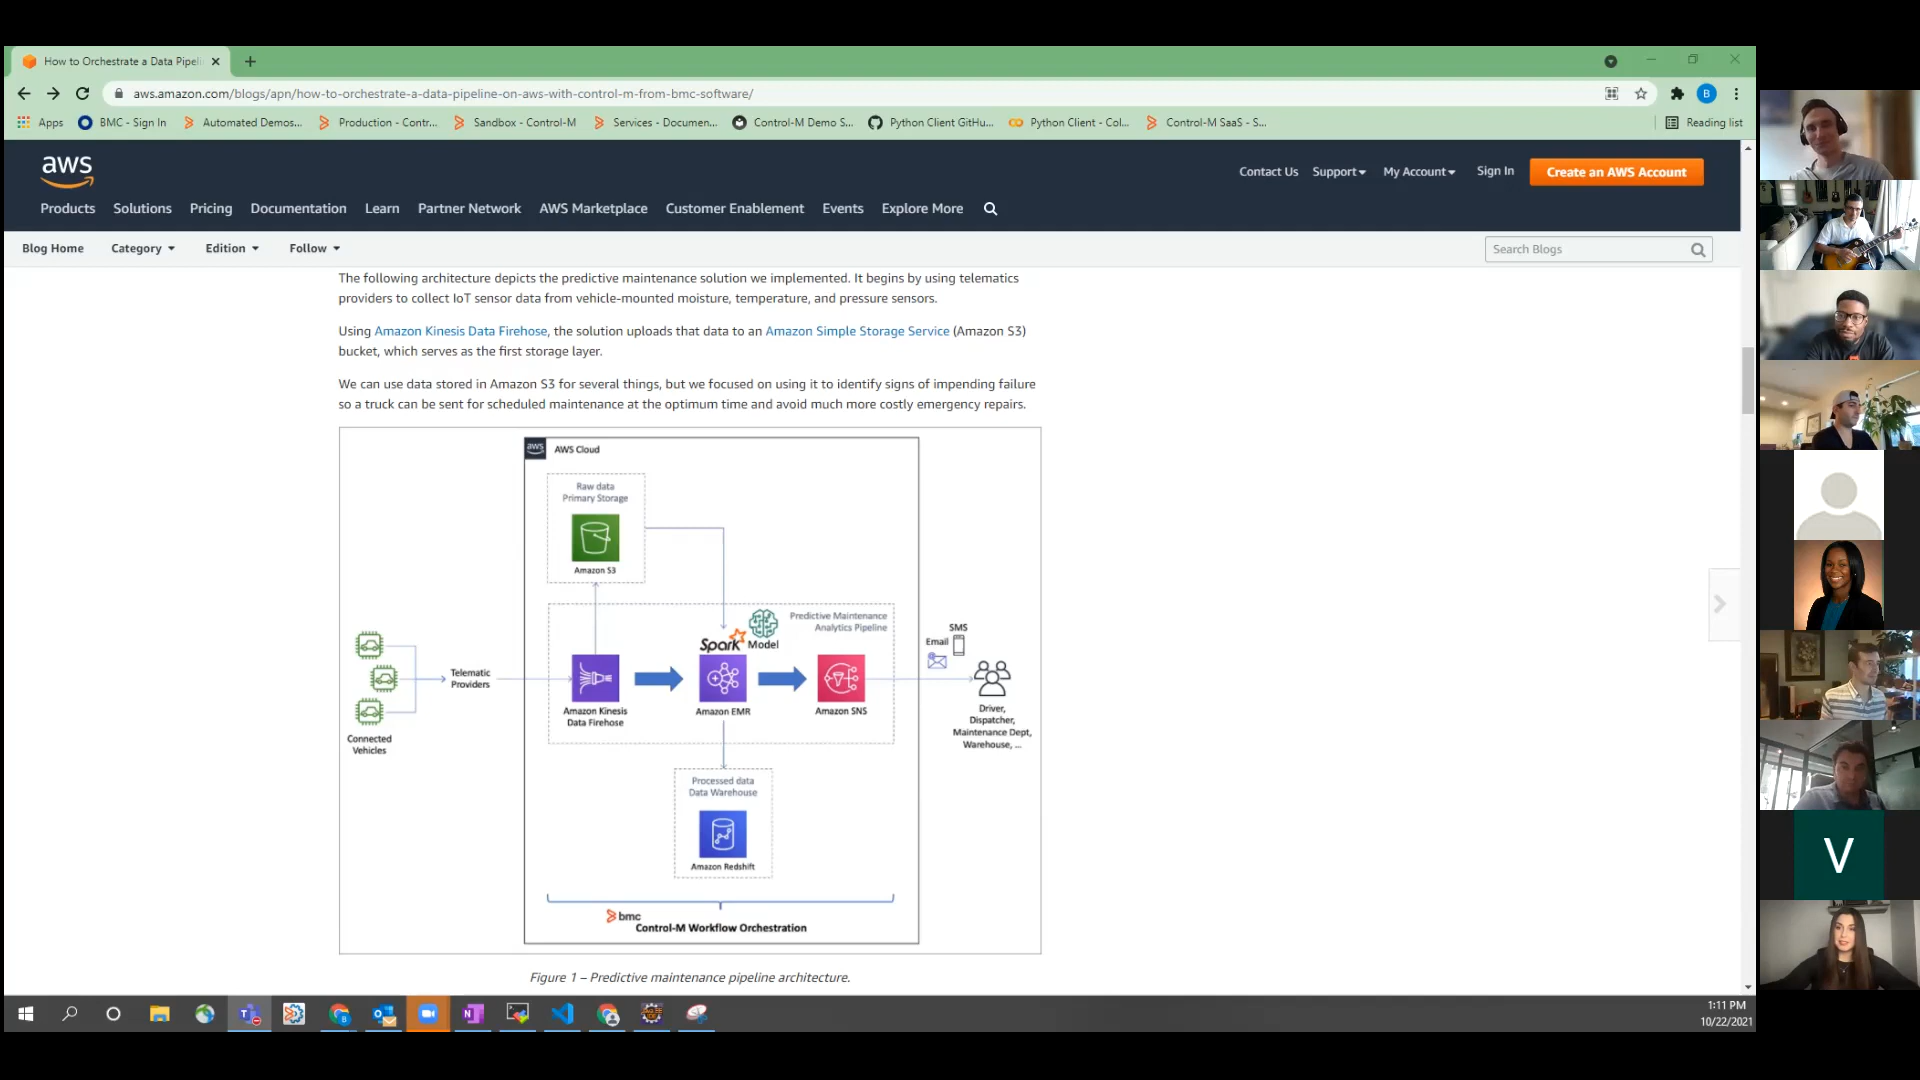 How to Orchestrate a Data Pipeli
aws.amazon.com/blogs/apn/how-to-orchestrate-a-data-pipeline-on-aws-with-control-m-from-bmc-software/
B
Apps
BMC - Sign In
Automated Demos...
Production - Contr...
Sandbox - Control-M
Services - Documen...
Control-M Demo S...
Python Client GitHu...
Python Client - Col...
Control-M SaaS - S...
Reading list
aws
Contact Us
Support
My Account
Sign In
Create an AWS Account
Products
Solutions
Pricing
Documentation
Learn
Partner Network
AWS Marketplace
Customer Enablement
Events
Explore More
Blog Home
Category
Edition
Follow
Search Blogs
The following architecture depicts the predictive maintenance solution we implemented. It begins by using telematics
providers to collect IoT sensor data from vehicle-mounted moisture, temperature, and pressure sensors.
Using Amazon Kinesis Data Firehose, the solution uploads that data to an Amazon Simple Storage Service (Amazon S3)
bucket, which serves as the first storage layer.
We can use data stored in Amazon S3 for several things, but we focused on using it to identify signs of impending failure
so a truck can be sent for scheduled maintenance at the optimum time and avoid much more costly emergency repairs.
aws
AWS Cloud
Raw data
Primary Storage
Amazon S3
Predictive Maintenance
Analytics Pipeline
Spark
Model
SMS
Email
Telematic
Providers
Connected
Vehicles
Amazon Kinesis
Data Firehose
Amazon EMR
Amazon SNS
Driver,
Dispatcher,
Maintenance Dept,
Warehouse, ...
Processed data
Data Warehouse
Amazon Redshift
bmc
Control-M Workflow Orchestration
Figure 1 – Predictive maintenance pipeline architecture.
V
1:11 PM
10/22/2021